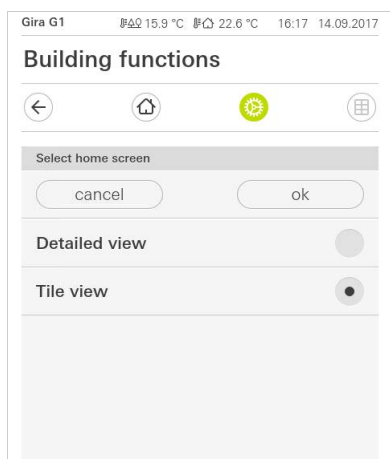 Gira G1 15.9 °C 22.6 °C 16:17 14.09.2017
Building functions
Select home screen
cancel ok
Detailed view
Tile view